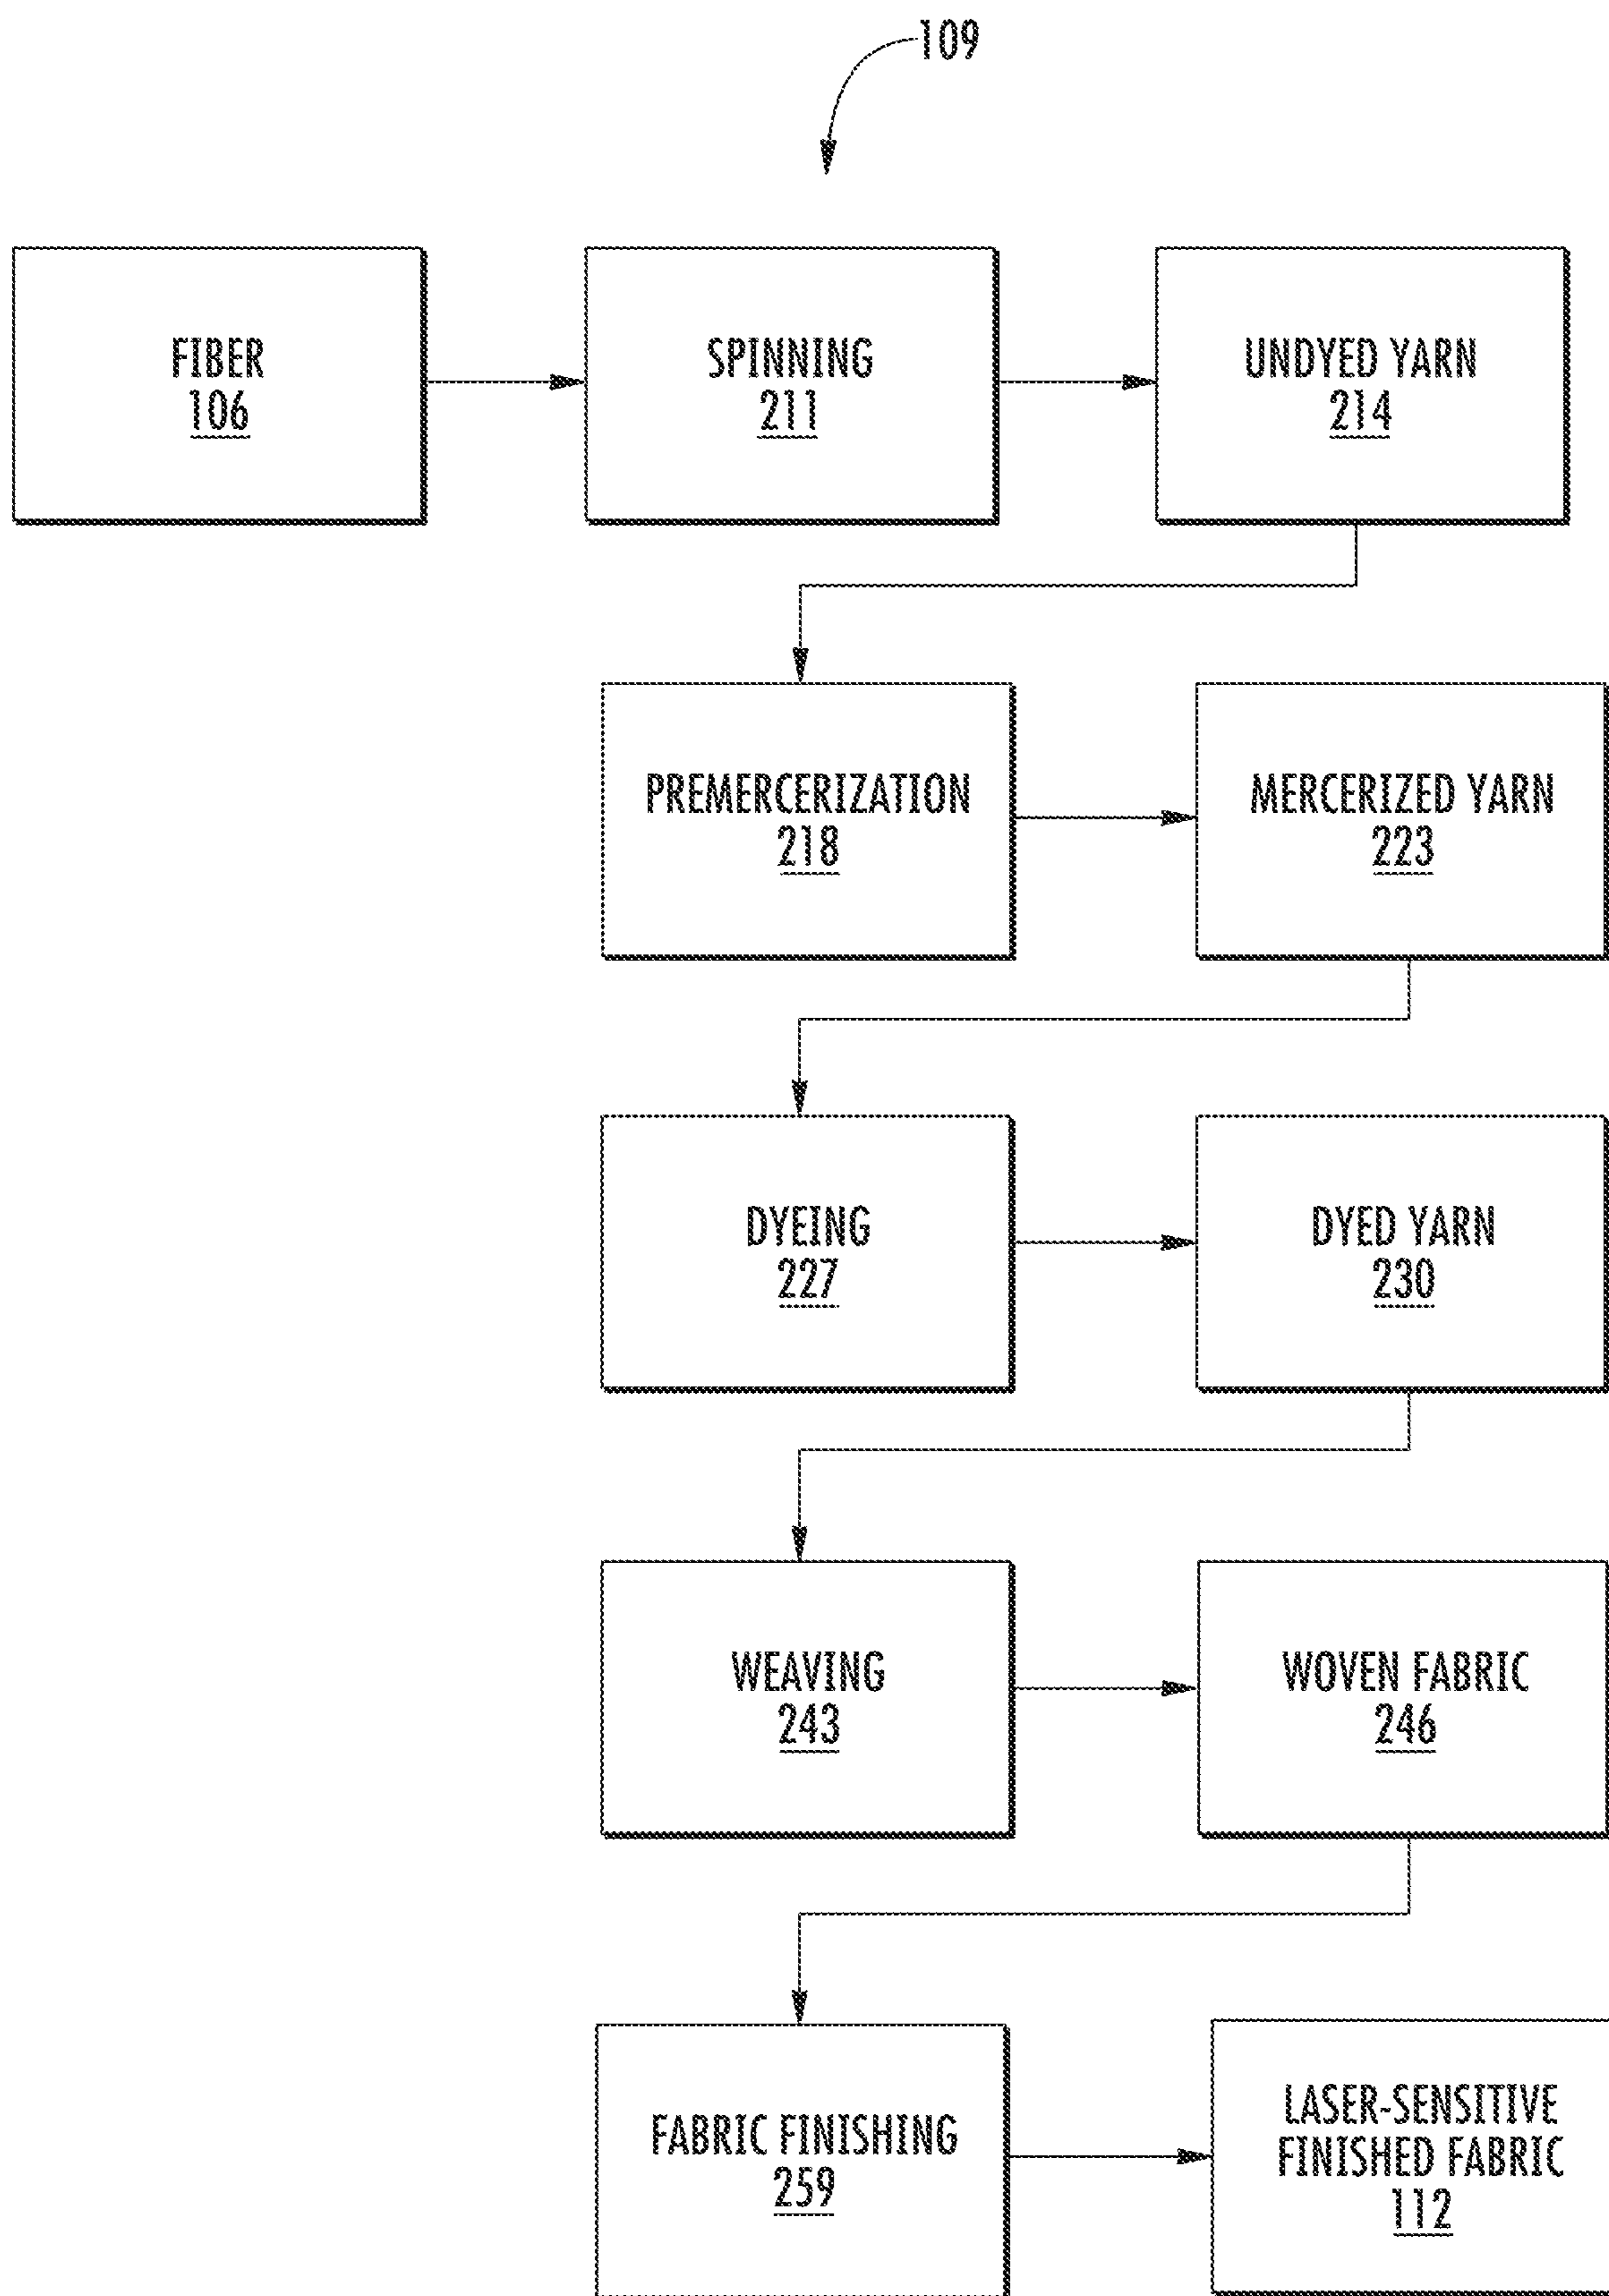 109
FIBER
106
SPINNING
211
UNDYED YARN
214
PREMERCERIZATION
218
MERCERIZED YARN
223
DYEING
227
DYED YARN
230
WEAVING
243
WOVEN FABRIC
246
FABRIC FINISHING
259
LASER-SENSITIVE
FINISHED FABRIC
112